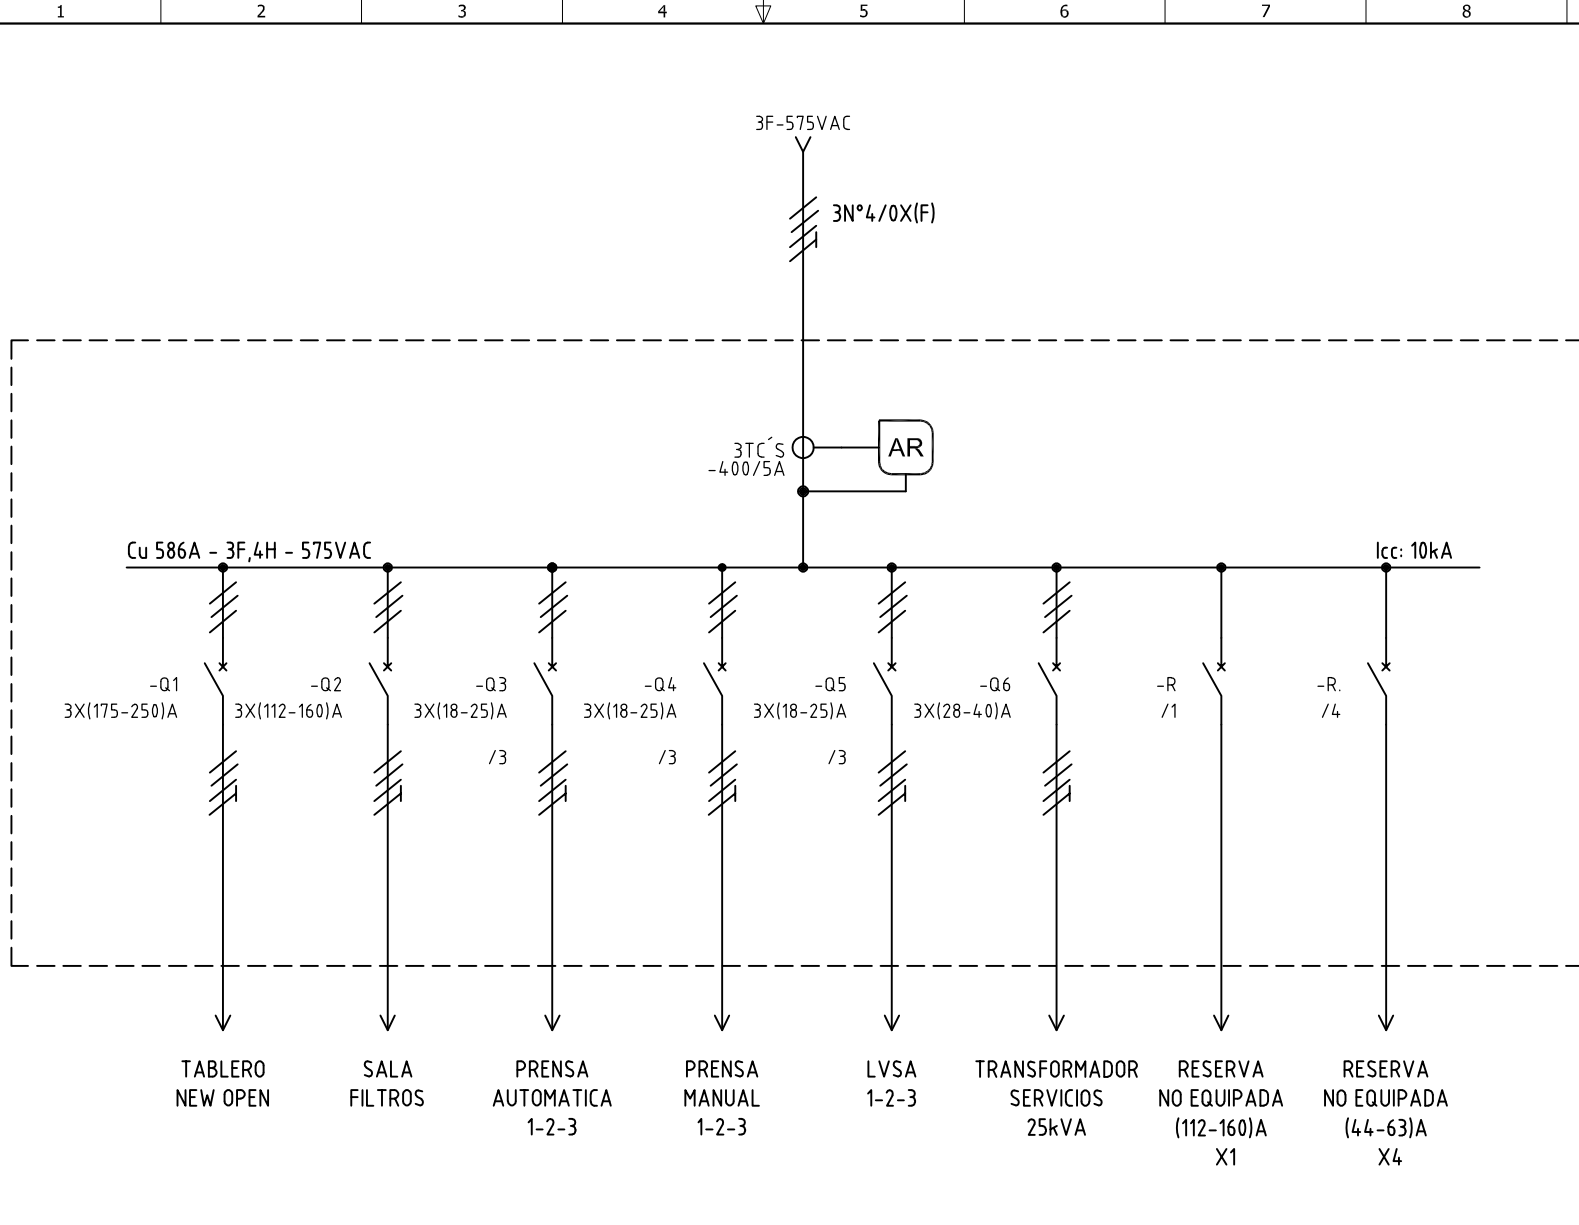 1 2 3 4 5 6 7 8
3F-575VAC
3N°4/0X(F)
3TC´S
-400/5A
AR
Cu 586A - 3F,4H - 575VAC
Icc: 10kA
-Q1
3X(175-250)A
-Q2
3X(112-160)A
-Q3
3X(18-25)A
/3
-Q4
3X(18-25)A
/3
-Q5
3X(18-25)A
/3
-Q6
3X(28-40)A
-R
/1
-R.
/4
TABLERO
NEW OPEN
SALA
FILTROS
PRENSA
AUTOMATICA
1-2-3
PRENSA
MANUAL
1-2-3
LVSA
1-2-3
TRANSFORMADOR
SERVICIOS
25kVA
RESERVA
NO EQUIPADA
(112-160)A
X1
RESERVA
NO EQUIPADA
(44-63)A
X4